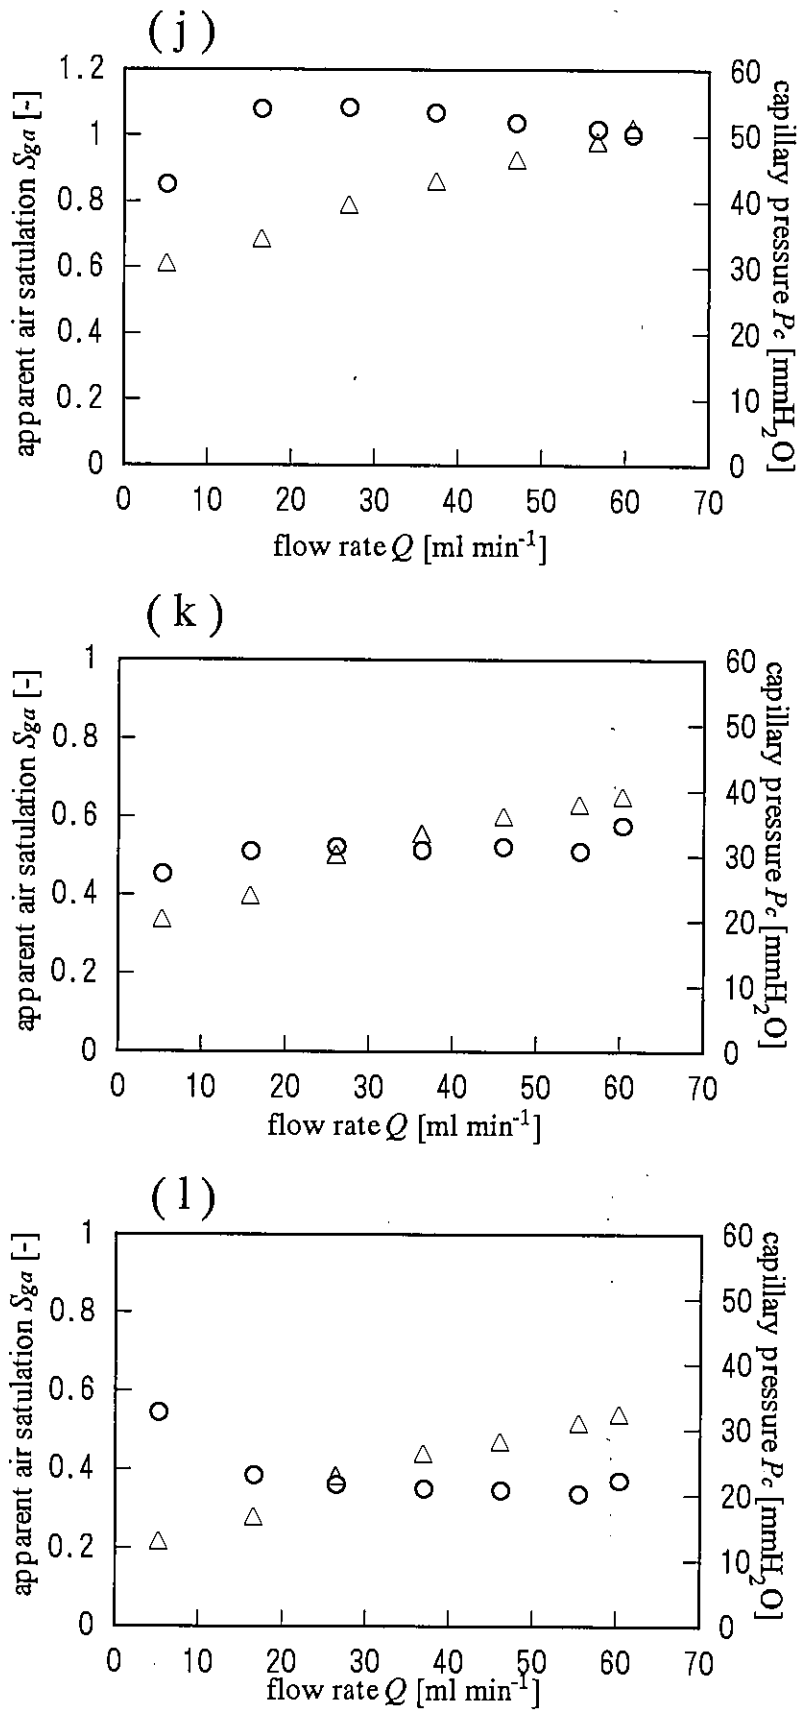 (j)
1.2
1
0.8
0.6
0.4
0.2
0
60
50
40
30
20
10
0
0 10 20 30 40 50 60 70
apparent air satulation Sga [-]
capillary pressure Pc [mmH2O]
flow rate Q [ml min-1]
(k)
1
0.8
0.6
0.4
0.2
0
60
50
40
30
20
10
0
0 10 20 30 40 50 60 70
apparent air satulation Sga [-]
capillary pressure Pc [mmH2O]
flow rate Q [ml min-1]
(l)
1
0.8
0.6
0.4
0.2
0
60
50
40
30
20
10
0
0 10 20 30 40 50 60 70
apparent air satulation Sga [-]
capillary pressure Pc [mmH2O]
flow rate Q [ml min-1]